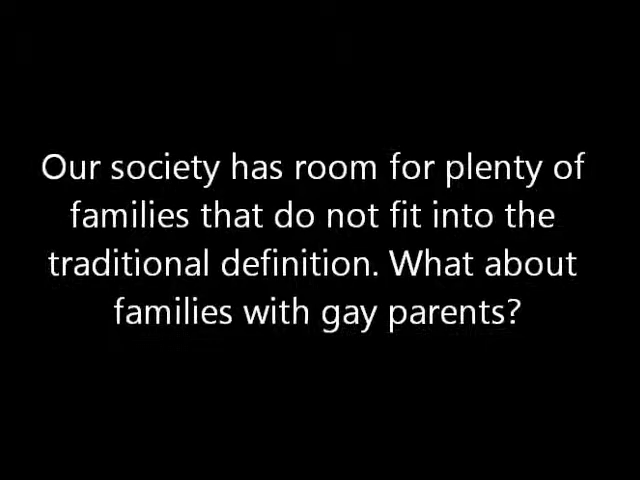 Our society has room for plenty of
families that do not fit into the
traditional definition. What about
families with gay parents?